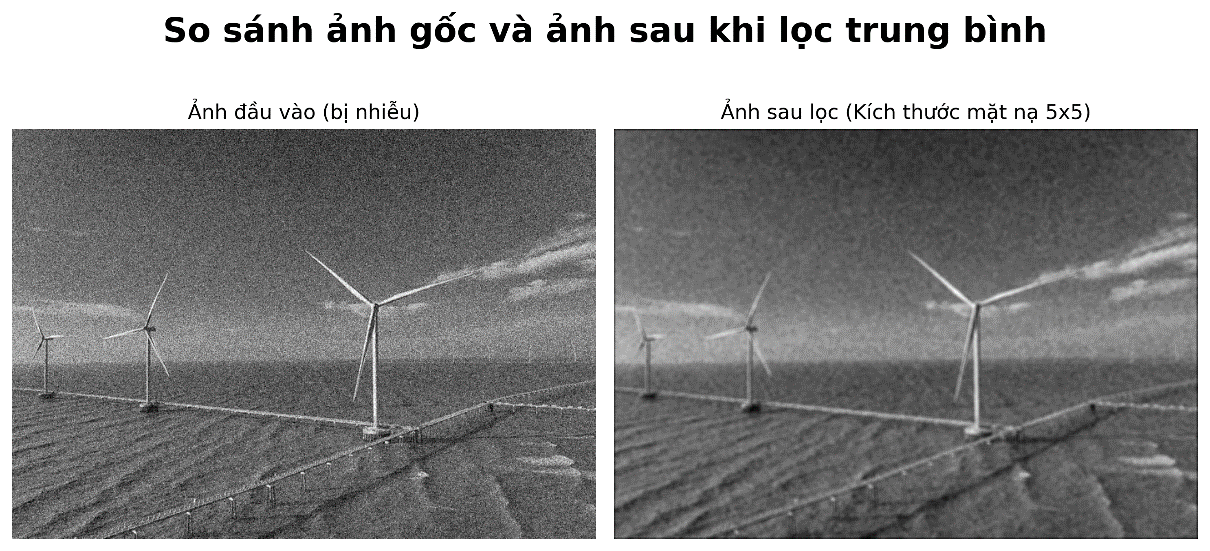 So sánh ảnh gốc và ảnh sau khi lọc trung bình
Ảnh đầu vào (bị nhiễu)
Ảnh sau lọc (Kích thước mặt nạ 5x5)